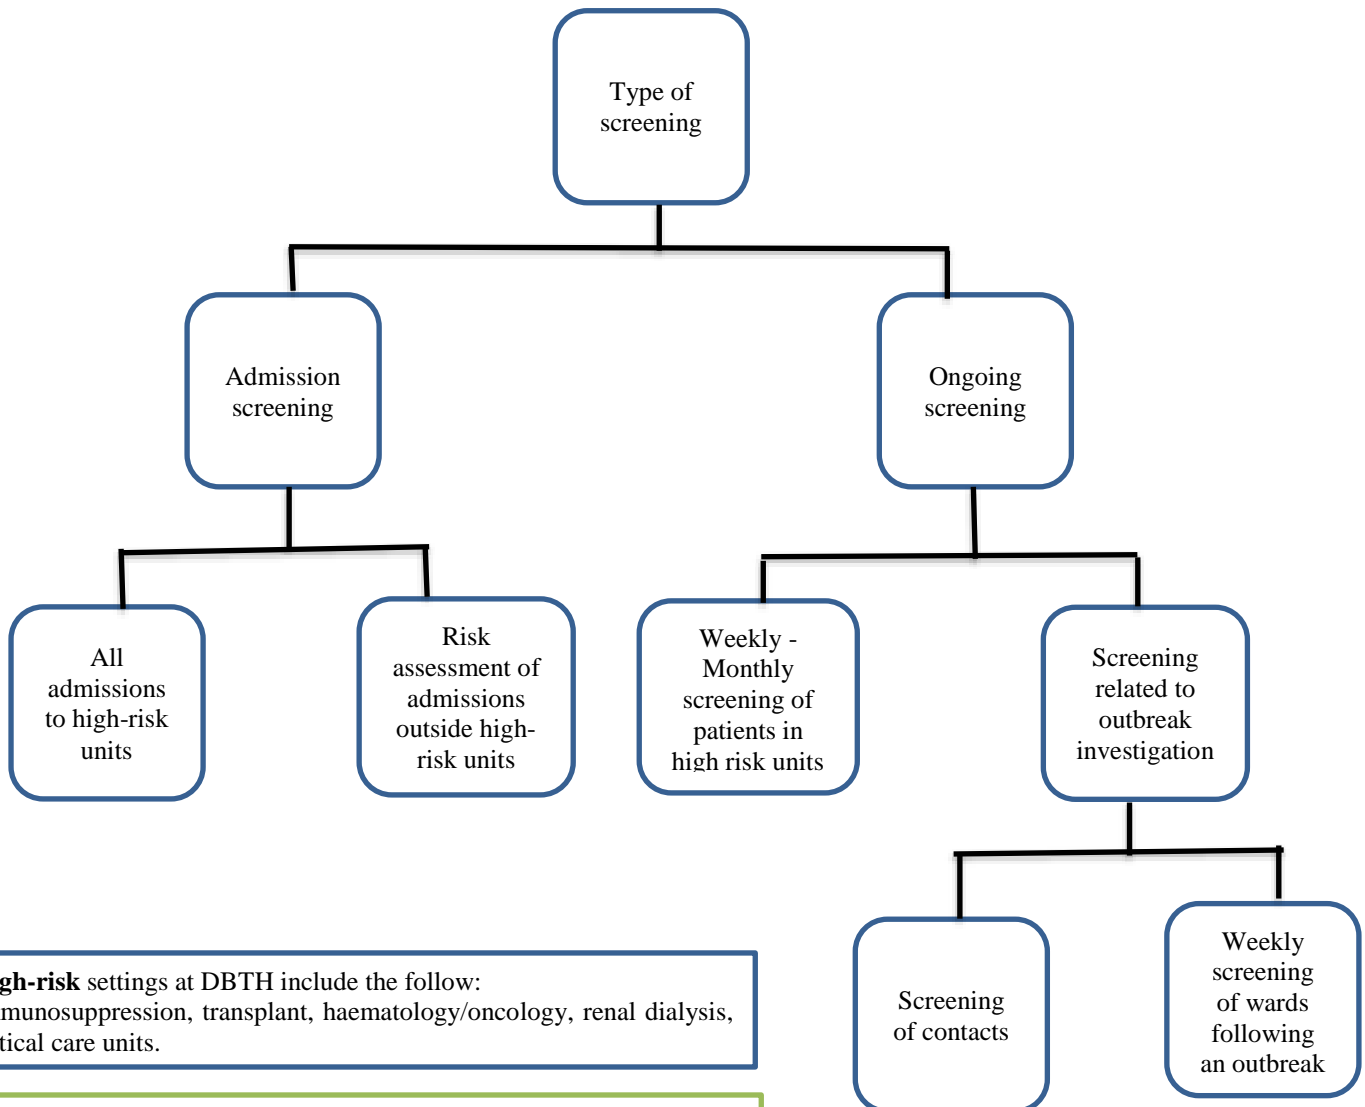 Type of
screening
Admission
screening
Ongoing
screening
All
admissions
to high-risk
units
Risk
assessment of
admissions
outside high-
risk units
Weekly -
Monthly
screening of
patients in
high risk units
Screening
related to
outbreak
investigation
Screening
of contacts
Weekly
screening
of wards
following
an outbreak
gh-risk settings at DBTH include the follow:
munosuppression, transplant, haematology/oncology, renal dialysis,
tical care units.